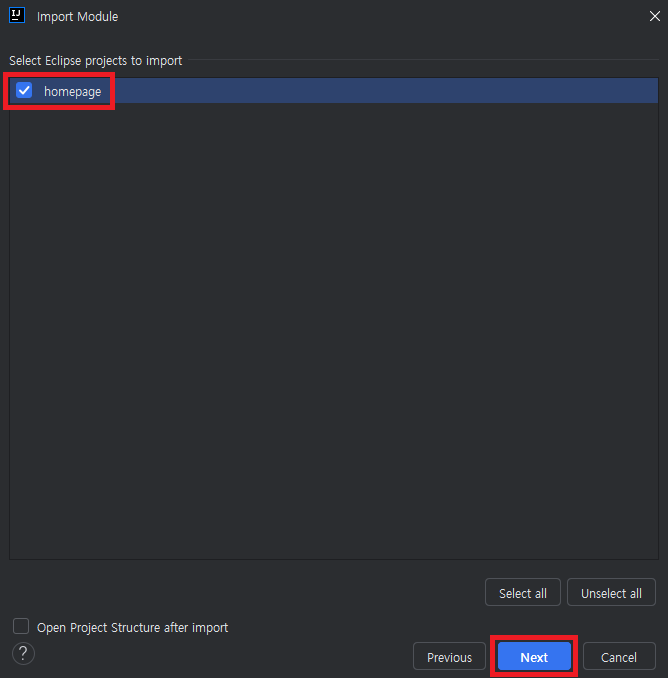 IJ Import Module
Select Eclipse projects to import
homepage
Select all Unselect all
Open Project Structure after import
? Previous Next Cancel